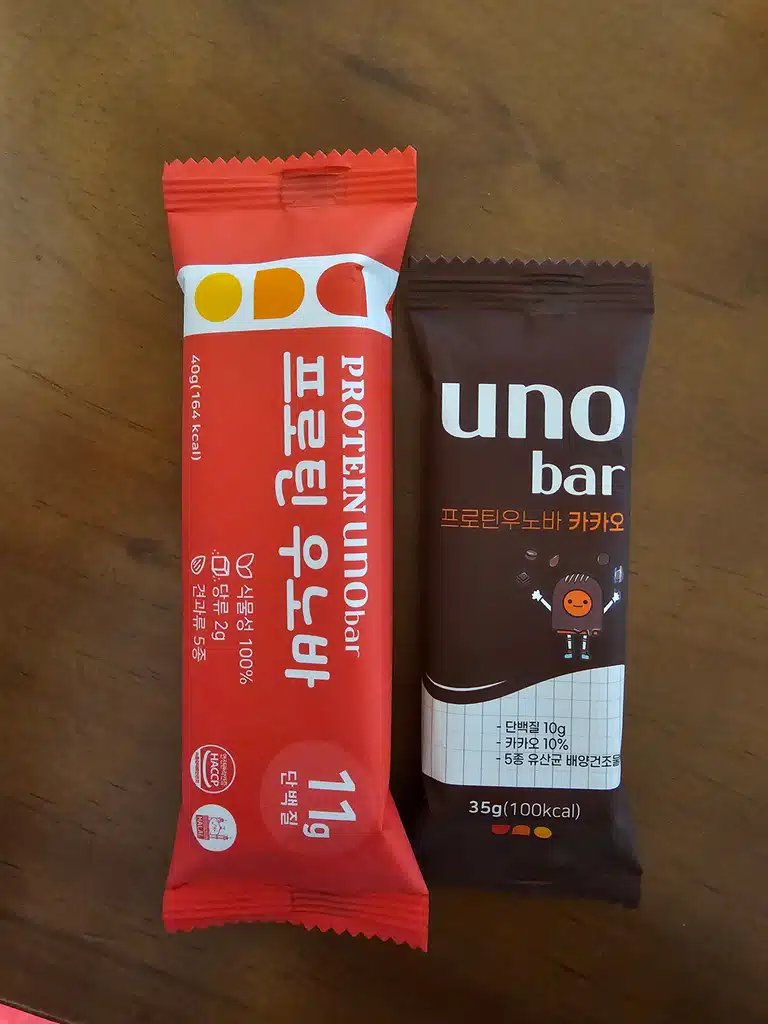 PROTEIN unobar
프로틴 우노바
식물성 100%
당류 2g
견과류 5종
40g(164 kcal)
11g
단백질
HACCP
HALAL
uno
bar
프로틴우노바 카카오
- 단백질 10g
- 카카오 10%
- 5종 유산균 배양건조물
35g(100kcal)